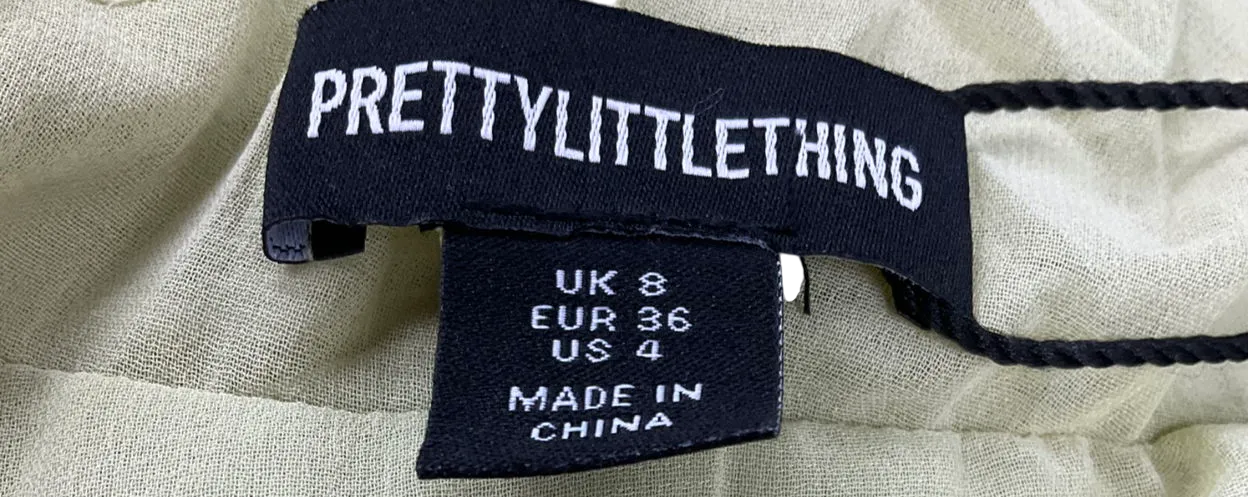 PRETTYLITTLETHING
UK 8
EUR 36
US 4
MADE IN
CHINA